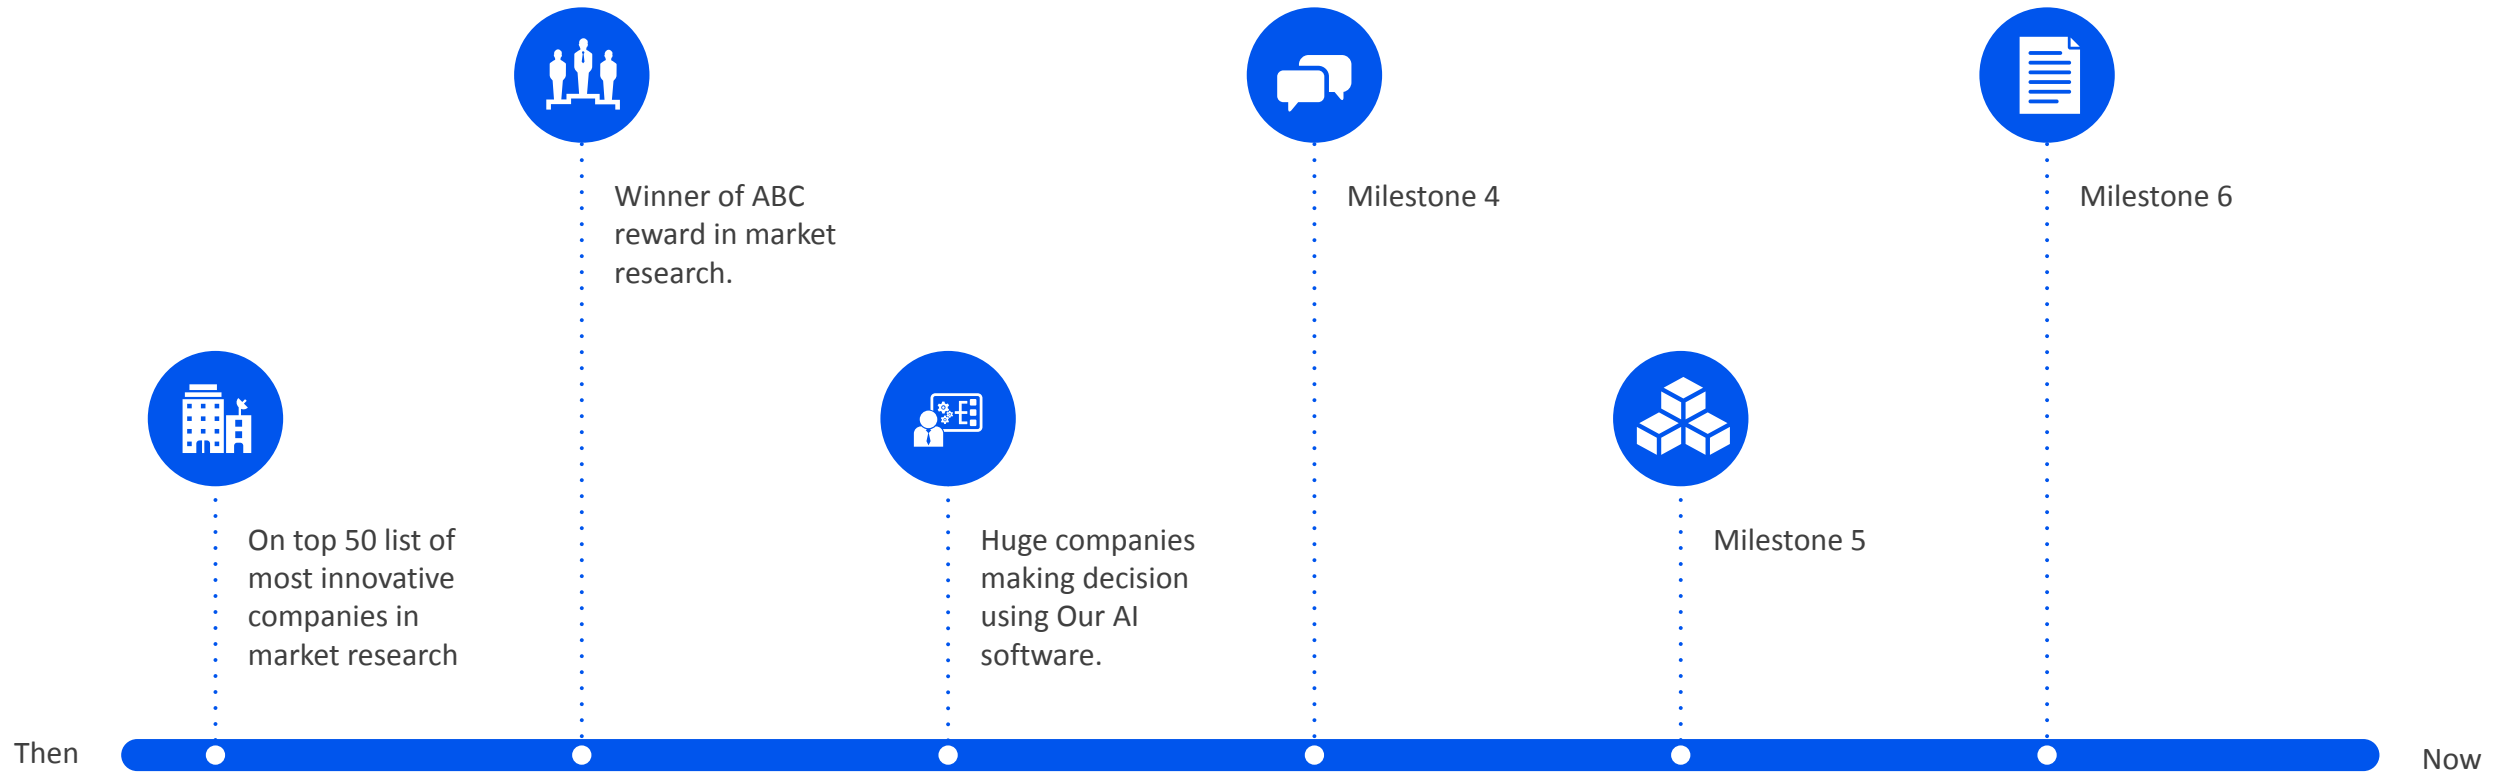 Winner of ABC
reward in market
research.
Milestone 4
Milestone 6
On top 50 list of
most innovative
companies in
market research
Huge companies
making decision
using Our AI
software.
Milestone 5
Then
Now